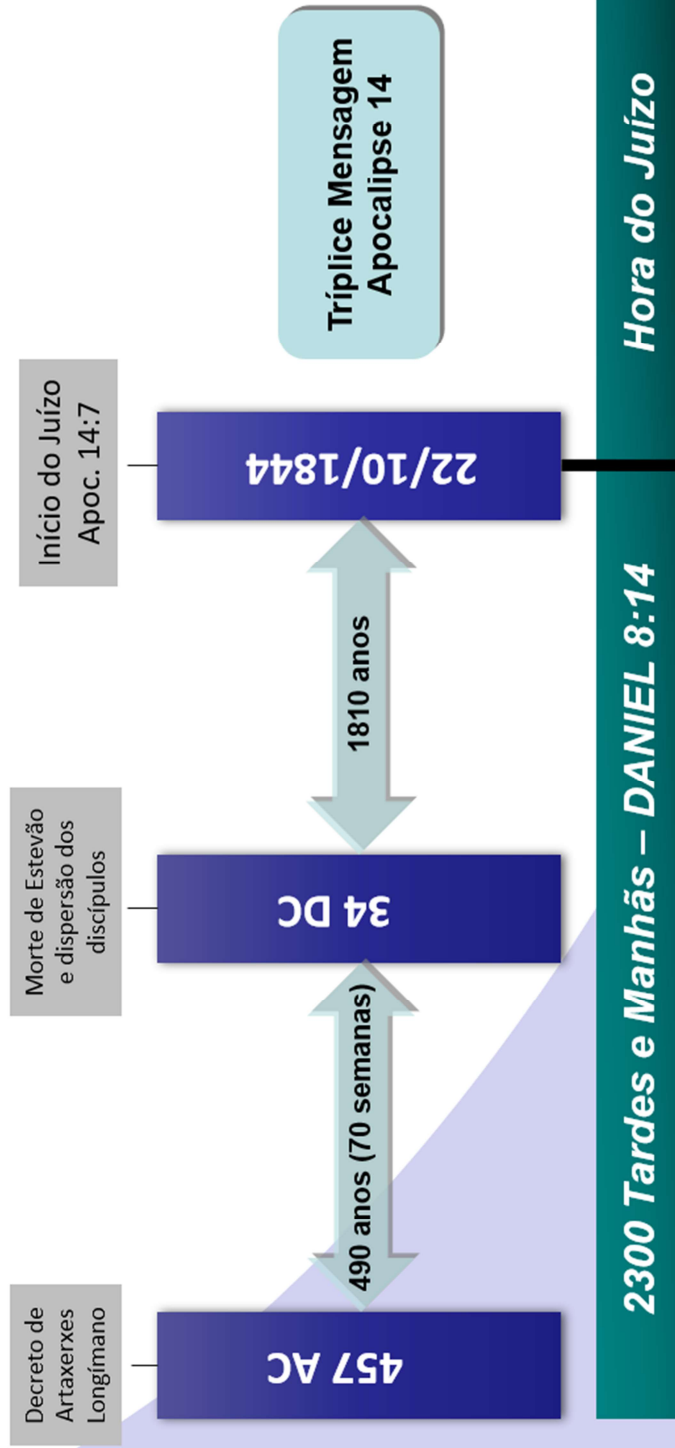 Decreto de
Artaxerxes
Longímano
Morte de Estevão
e dispersão dos
discípulos
Início do Juízo
Apoc. 14:7
457 AC
490 anos (70 semanas)
34 DC
1810 anos
22/10/1844
Tríplice Mensagem
Apocalipse 14
2300 Tardes e Manhãs – DANIEL 8:14
Hora do Juízo